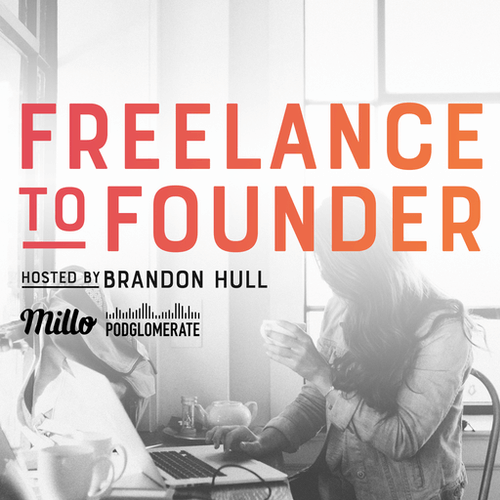 FREELANCE
TO FOUNDER
HOSTED BY BRANDON HULL
Millo PODGLOMERATE